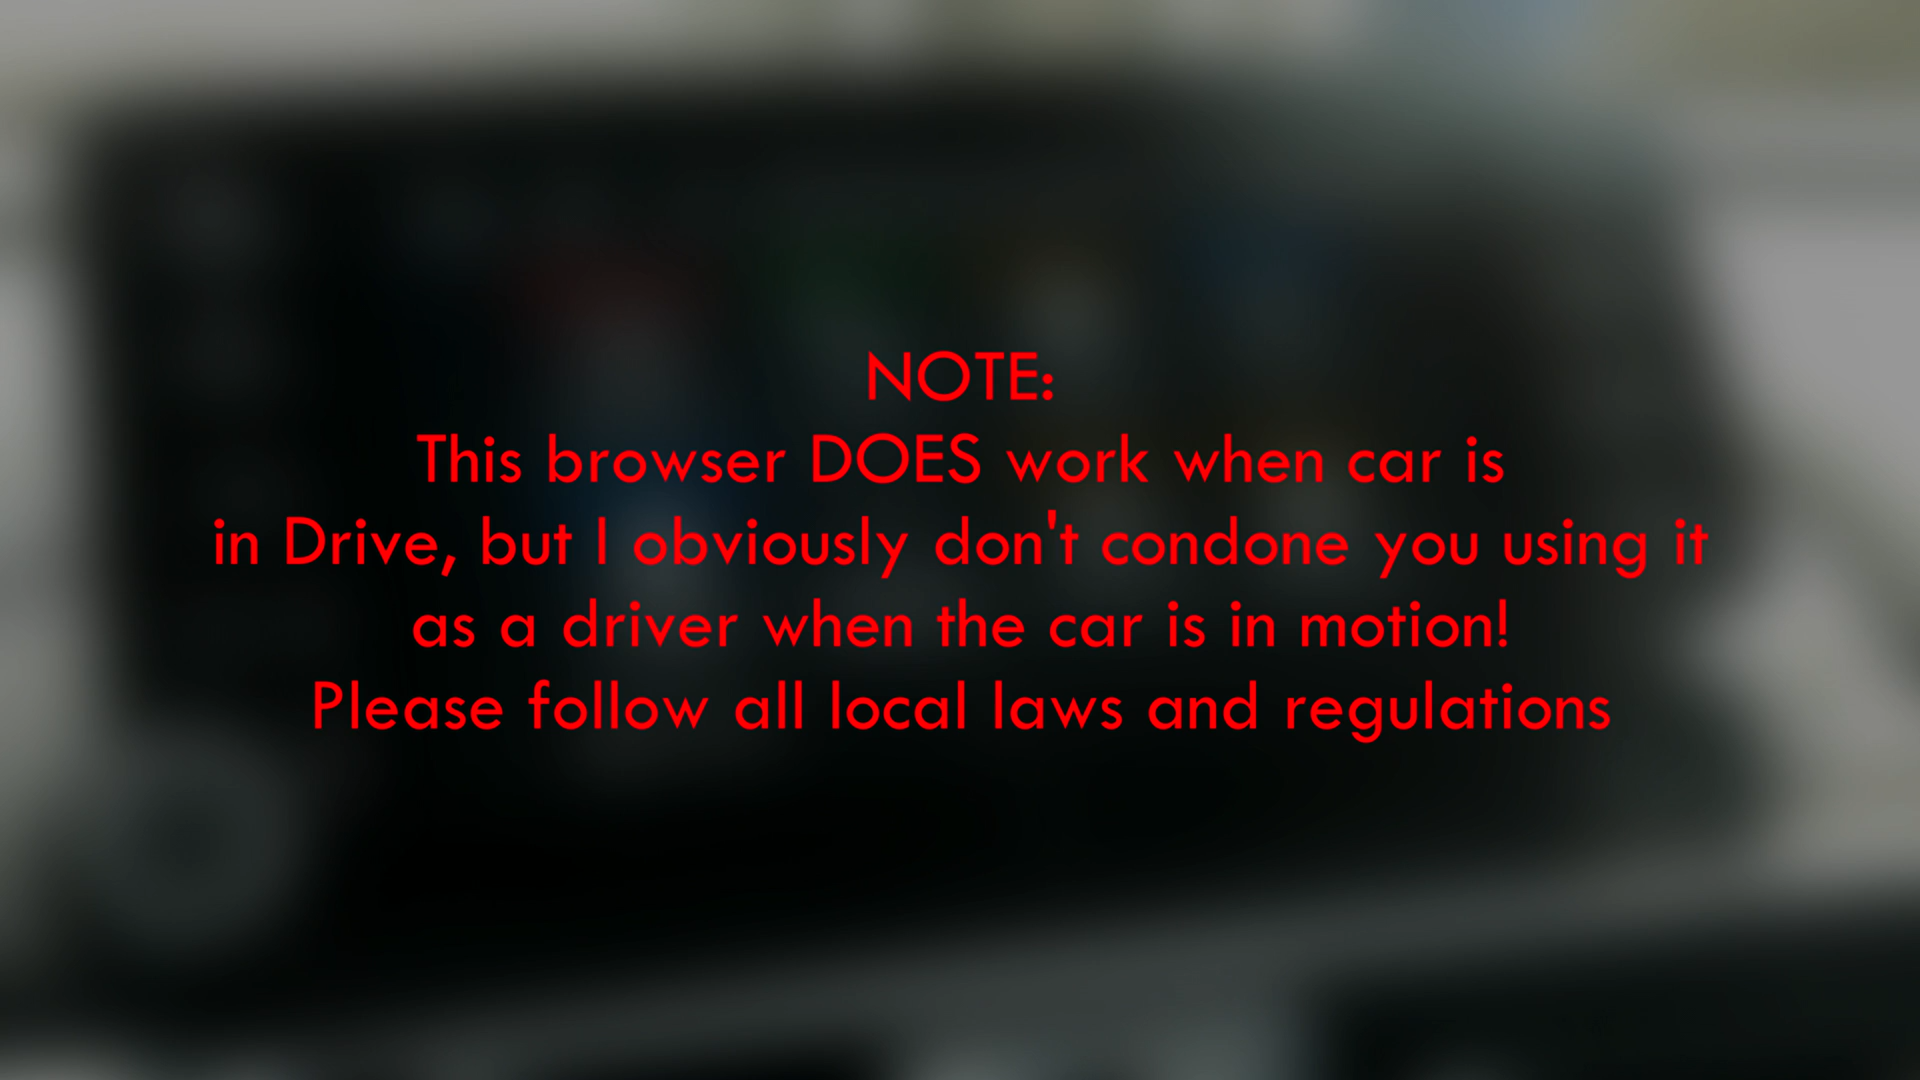 NOTE:
This browser DOES work when car is
in Drive, but I obviously don't condone you using it
as a driver when the car is in motion!
Please follow all local laws and regulations